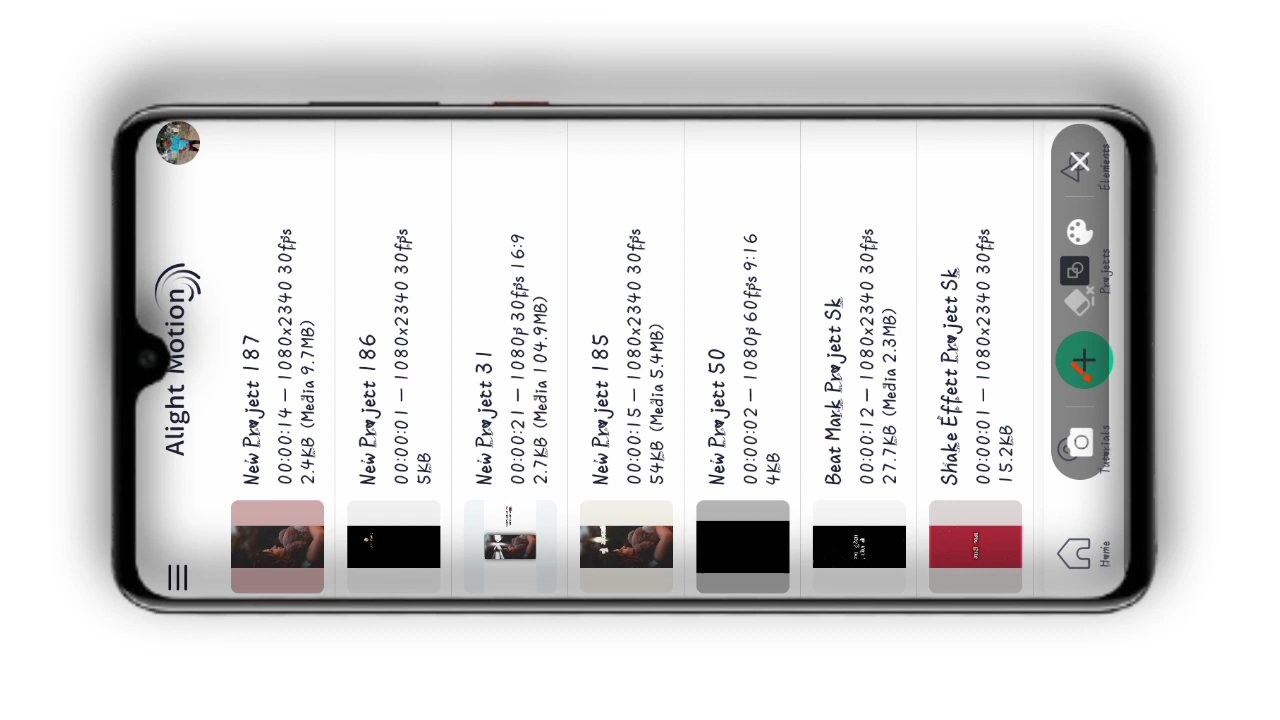 Alight Motion
New Project 187
00:00:14 — 1080x2340 30fps
2.4KB (Media 9.7MB)
New Project 186
00:00:01 — 1080x2340 30fps
5KB
New Project 31
00:00:21 — 1080p 30fps 16:9
2.7KB (Media 104.9MB)
New Project 185
00:00:15 — 1080x2340 30fps
54KB (Media 5.4MB)
New Project 50
00:00:02 — 1080p 60fps 9:16
4KB
Beat Mark Project Sk
00:00:12 — 1080x2340 30fps
27.7KB (Media 2.3MB)
Shake Effect Project Sk
00:00:01 — 1080x2340 30fps
15.2KB
Home
Tutorials
Projects
Elements